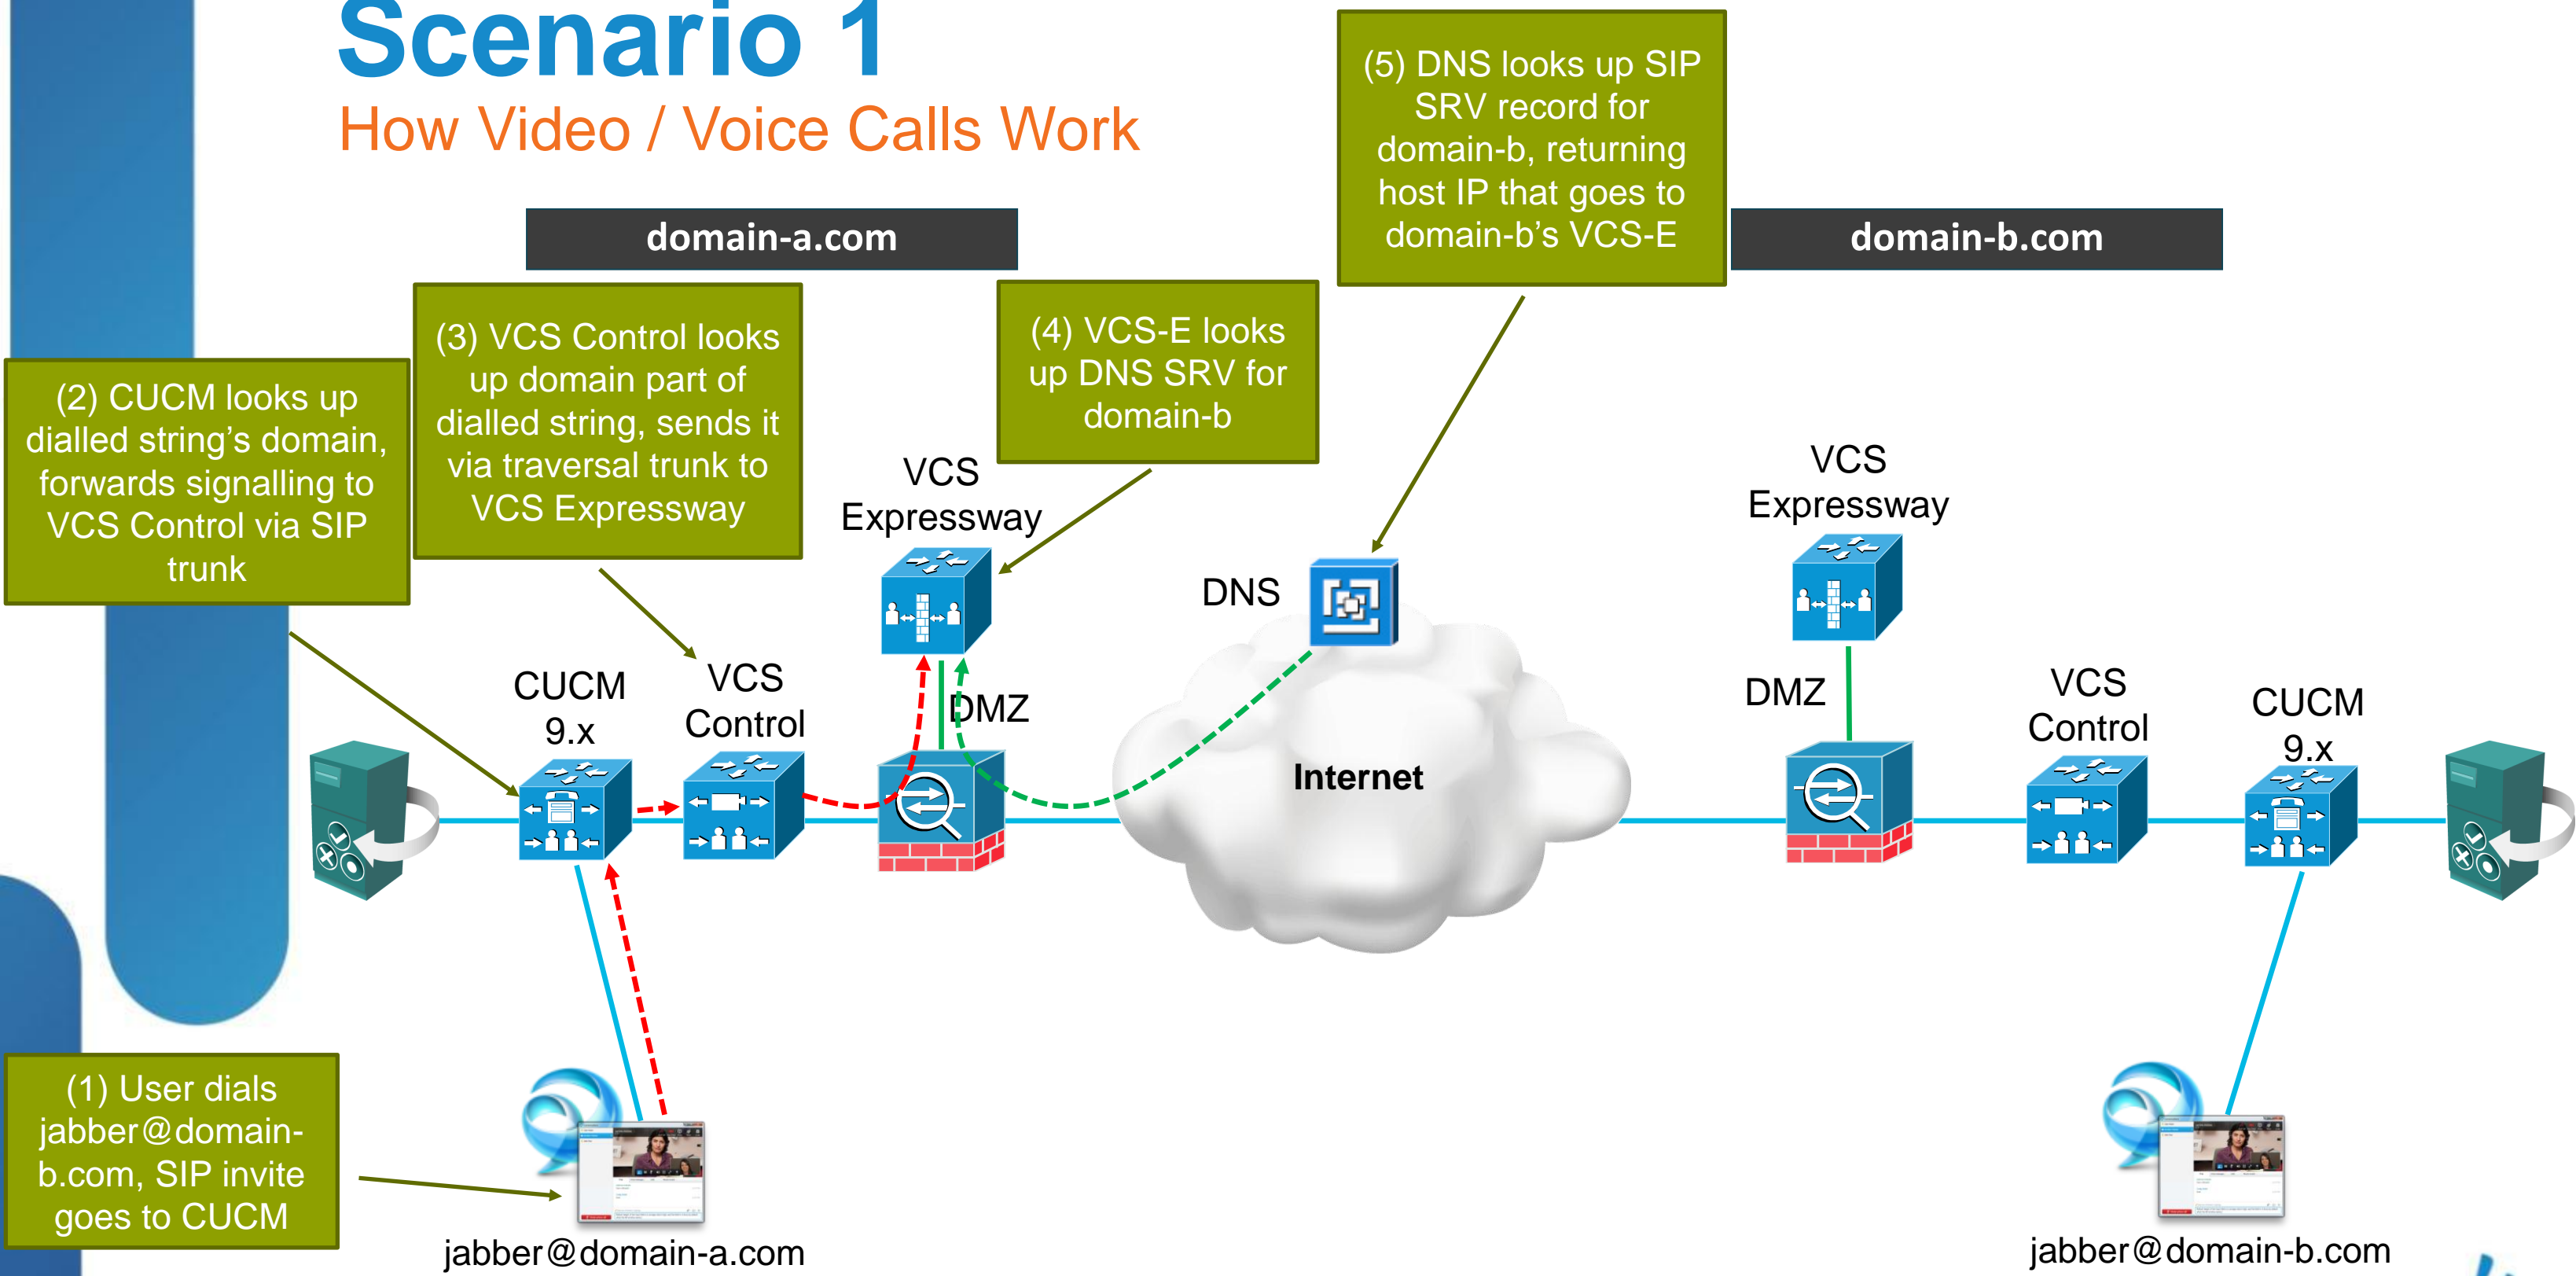 Scenario 1
How Video / Voice Calls Work
domain-a.com
domain-b.com
(5) DNS looks up SIP
SRV record for
domain-b, returning
host IP that goes to
domain-b’s VCS-E
(4) VCS-E looks
up DNS SRV for
domain-b
(3) VCS Control looks
up domain part of
dialled string, sends it
via traversal trunk to
VCS Expressway
(2) CUCM looks up
dialled string’s domain,
forwards signalling to
VCS Control via SIP
trunk
(1) User dials
jabber@domain-
b.com, SIP invite
goes to CUCM
CUCM
9.x
VCS
Control
VCS
Expressway
DMZ
DNS
Internet
VCS
Expressway
DMZ
VCS
Control
CUCM
9.x
jabber@domain-a.com
jabber@domain-b.com